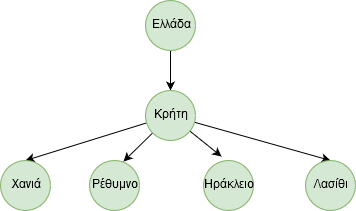 Ελλάδα
Κρήτη
Χανιά
Ρέθυμνο
Ηράκλειο
Λασίθι